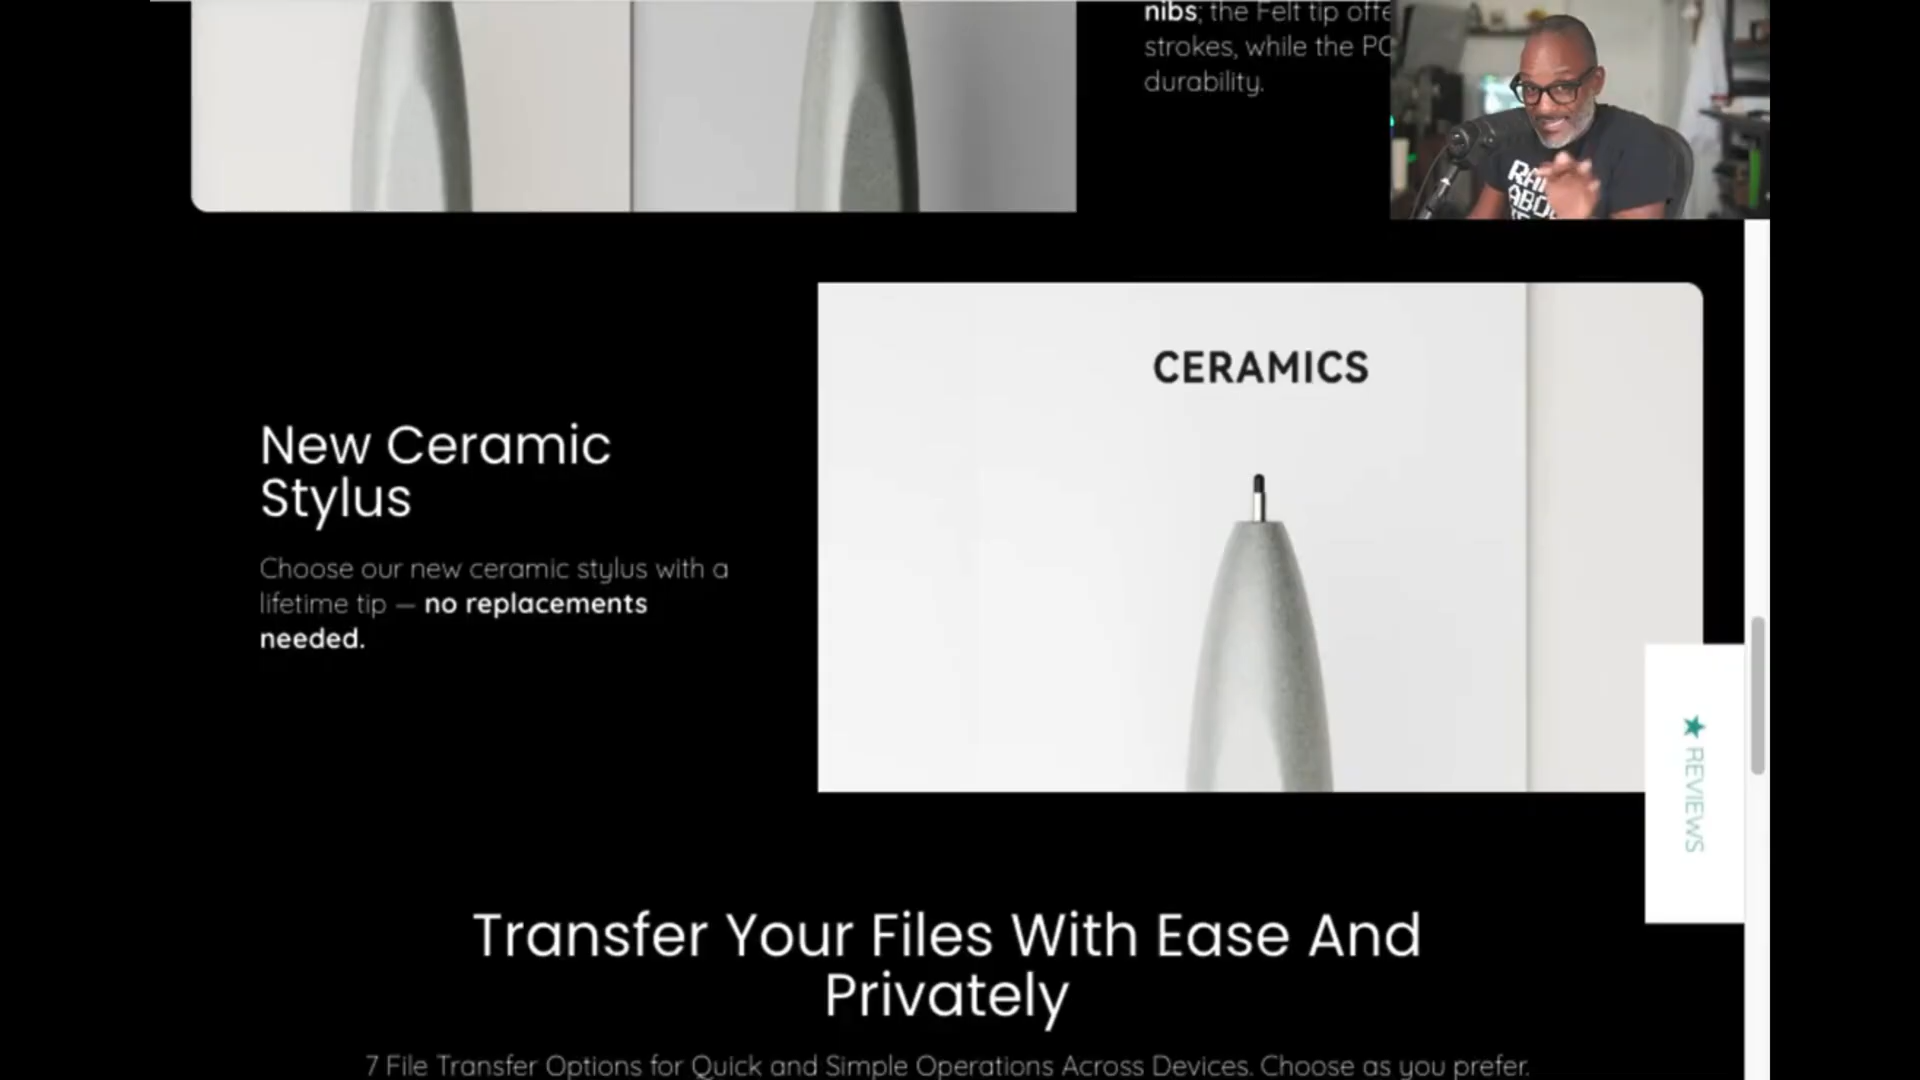 nibs; the Felt tip offe
strokes, while the PO
durability.
CERAMICS
New Ceramic
Stylus
Choose our new ceramic stylus with a
lifetime tip — no replacements
needed.
★ REVIEWS
Transfer Your Files With Ease And
Privately
7 File Transfer Options for Quick and Simple Operations Across Devices. Choose as you prefer.